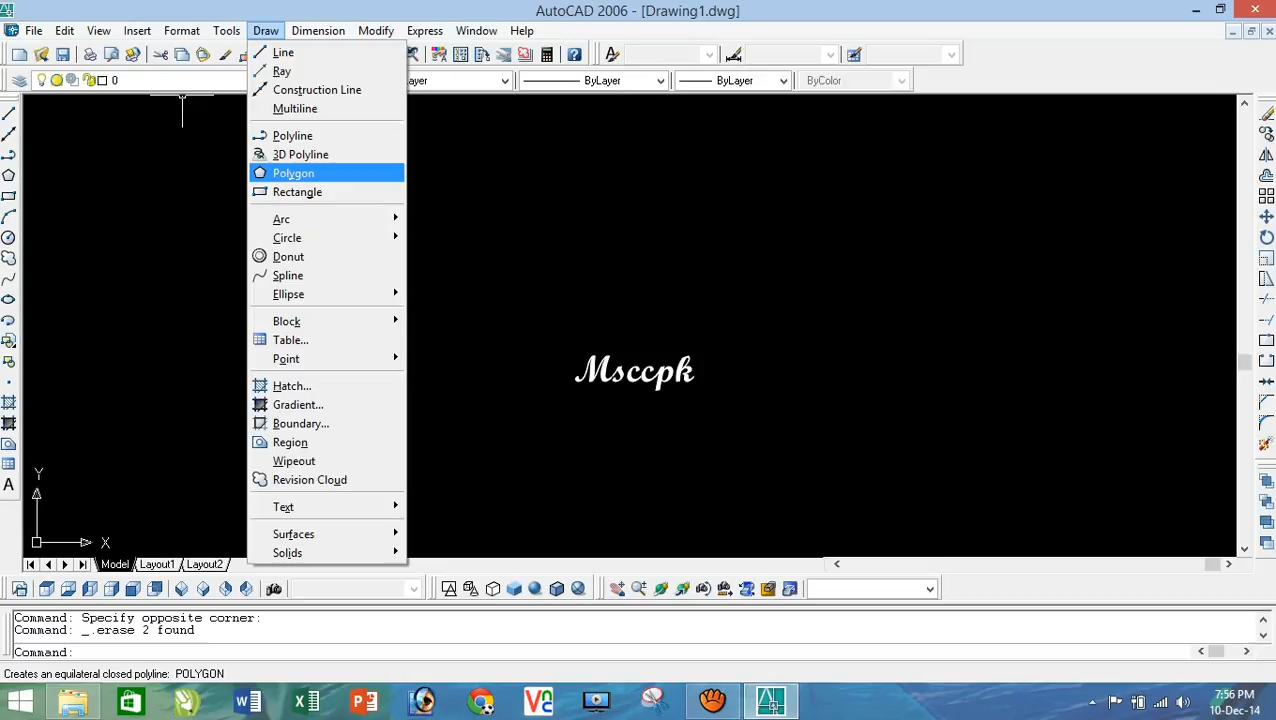 AutoCAD 2006 - [Drawing1.dwg]
File Edit View Insert Format Tools Draw Dimension Modify Express Window Help
0
ByLayer
ByLayer
ByColor
Line
Ray
Construction Line
Multiline
Polyline
3D Polyline
Polygon
Rectangle
Arc
Circle
Donut
Spline
Ellipse
Block
Table...
Point
Hatch...
Gradient...
Boundary...
Region
Wipeout
Revision Cloud
Text
Surfaces
Solids
Msccpk
Y
X
A
Model Layout1 Layout2
Command: Specify opposite corner:
Command: _.erase 2 found
Command:
Creates an equilateral closed polyline: POLYGON
7:56 PM
10-Dec-14